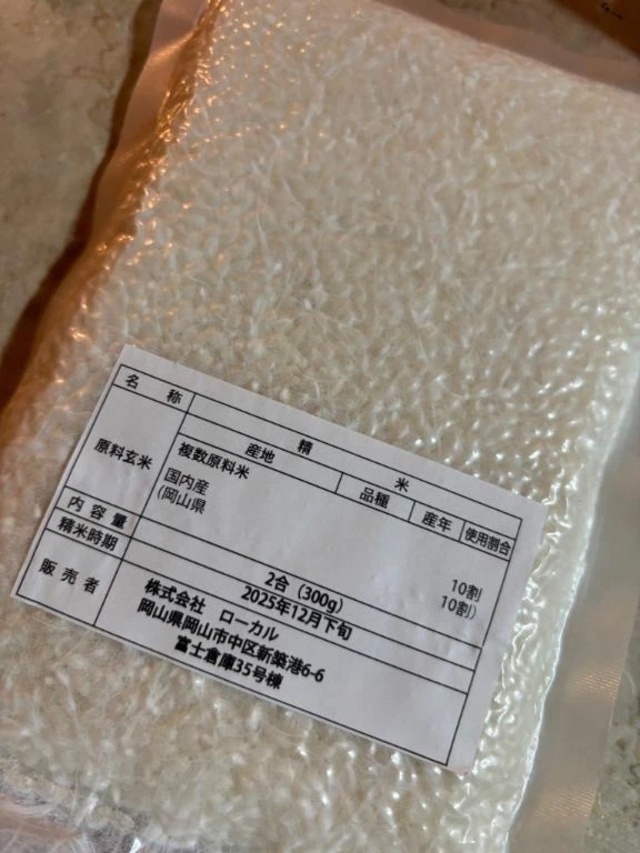 名　称　精　米
原料玄米　産地　品種　産年　使用割合
複数原料米
国内産　10割
(岡山県　10割)
内容量　2合（300g）
精米時期　2025年12月下旬
販売者　株式会社　ローカル
岡山県岡山市中区新築港6-6
富士倉庫35号棟